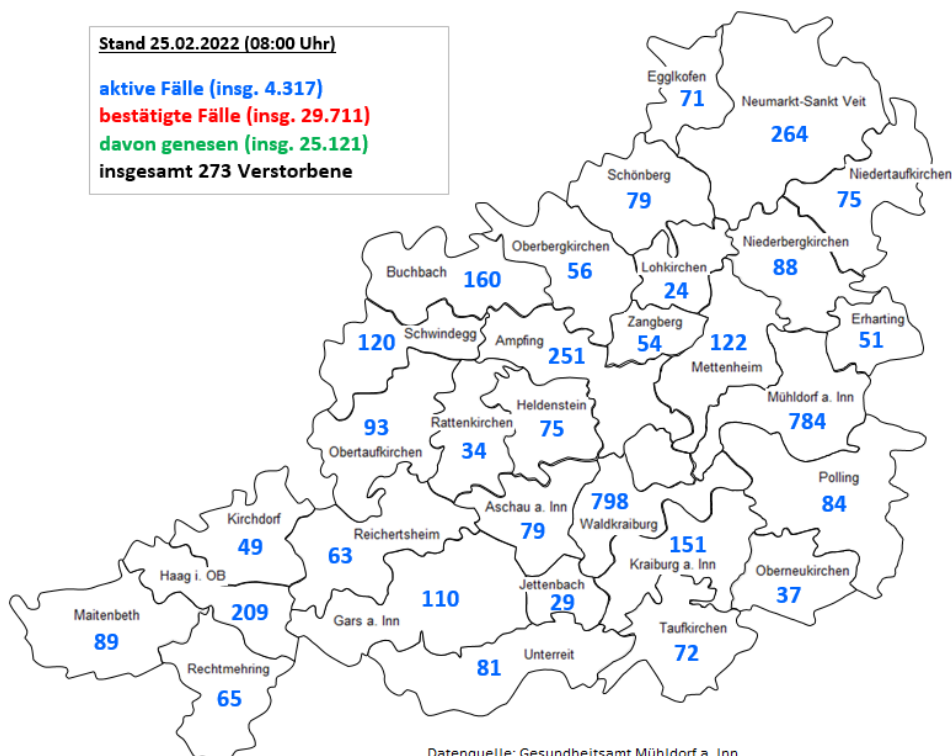 Stand 25.02.2022 (08:00 Uhr)
aktive Fälle (insg. 4.317)
bestätigte Fälle (insg. 29.711)
davon genesen (insg. 25.121)
insgesamt 273 Verstorbene
Egglkofen
71
Neumarkt-Sankt Veit
264
Schönberg
79
Niedertaufkirchen
75
Oberbergkirchen
56
Niederbergkirchen
88
Buchbach 160
Lohkirchen
24
120 Schwindegg
Ampfing
251
Zangberg
54
122
Mettenheim
Erharting
51
Mühldorf a. Inn
784
93
Obertaufkirchen
Rattenkirchen
34
Heldenstein
75
Polling
84
Kirchdorf
49
Reichertsheim
63
Aschau a. Inn
79
798
Waldkraiburg
151
Kraiburg a. Inn
Oberneukirchen
37
Haag i. OB
209
Maitenbeth
89
110
Gars a. Inn
Jettenbach
29
Taufkirchen
72
Rechtmehring
65
81 Unterreit
Datenquelle: Gesundheitsamt Mühldorf a. Inn